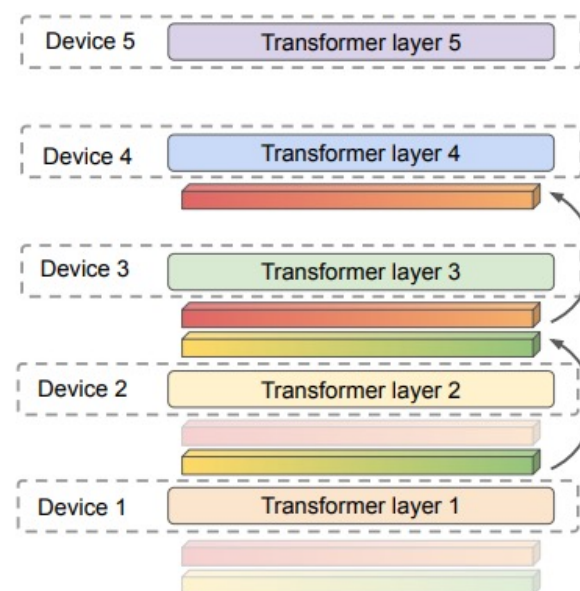 Device 5 Transformer layer 5
Device 4 Transformer layer 4
Device 3 Transformer layer 3
Device 2 Transformer layer 2
Device 1 Transformer layer 1